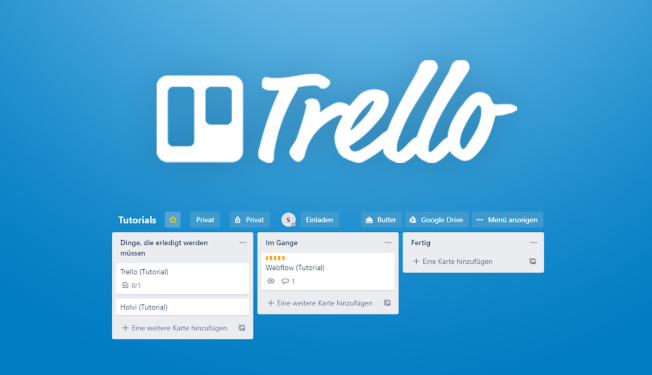 Trello
Tutorials Privat Privat S Einladen Butler Google Drive Menü anzeigen
Dinge, die erledigt werden
müssen
Trello (Tutorial)
0/1
Holvi (Tutorial)
Eine weitere Karte hinzufügen
Im Gange
Webflow (Tutorial)
1
Eine weitere Karte hinzufügen
Fertig
Eine Karte hinzufügen